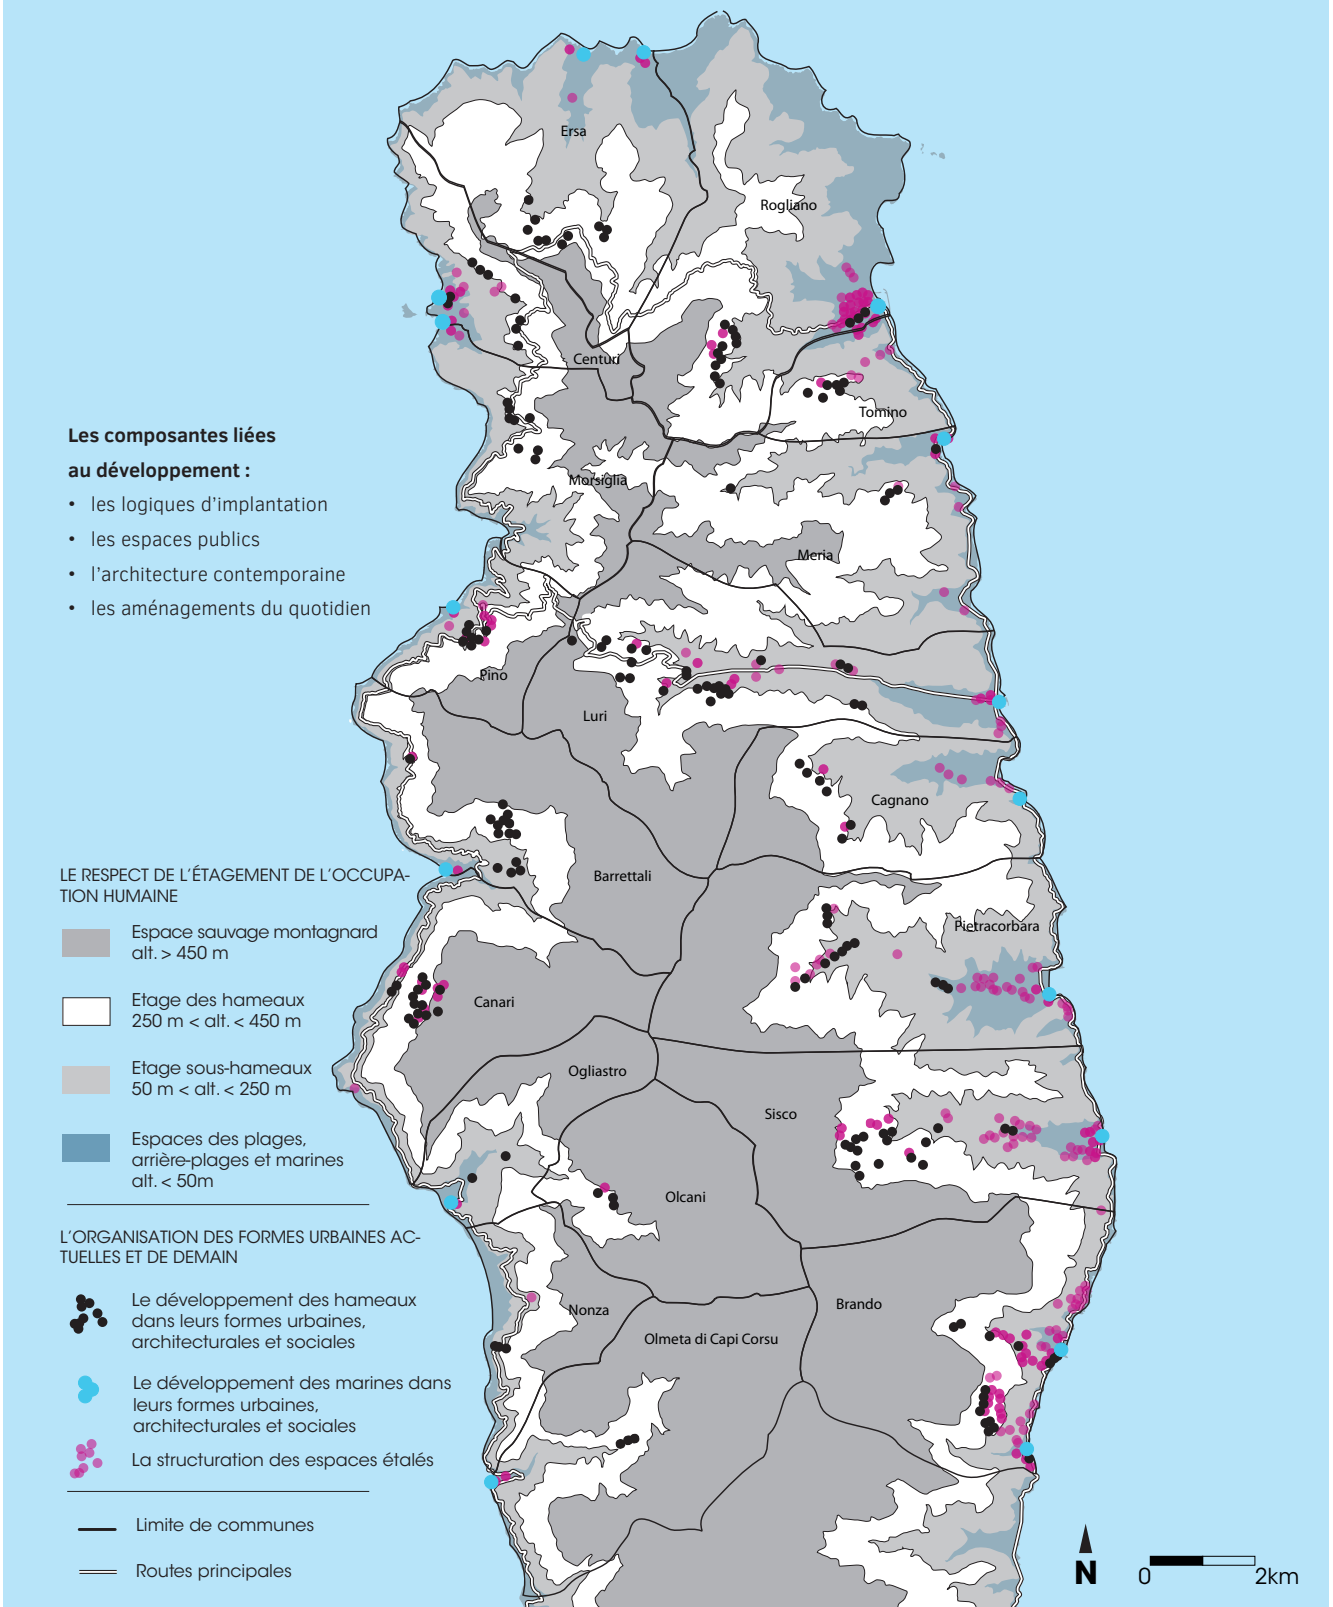 Ersa
Rogliano
Centuri
Tomino
Morsiglia
Meria
Pino
Luri
Cagnano
Barrettali
Pietracorbara
Canari
Ogliastro
Sisco
Olcani
Nonza
Brando
Olmeta di Capi Corsu
Les composantes liées
au développement :
• les logiques d'implantation
• les espaces publics
• l'architecture contemporaine
• les aménagements du quotidien
LE RESPECT DE L'ÉTAGEMENT DE L'OCCUPA-
TION HUMAINE
Espace sauvage montagnard
alt. > 450 m
Etage des hameaux
250 m < alt. < 450 m
Etage sous-hameaux
50 m < alt. < 250 m
Espaces des plages,
arrière-plages et marines
alt. < 50m
L'ORGANISATION DES FORMES URBAINES AC-
TUELLES ET DE DEMAIN
Le développement des hameaux
dans leurs formes urbaines,
architecturales et sociales
Le développement des marines dans
leurs formes urbaines,
architecturales et sociales
La structuration des espaces étalés
Limite de communes
Routes principales
N
0 2km